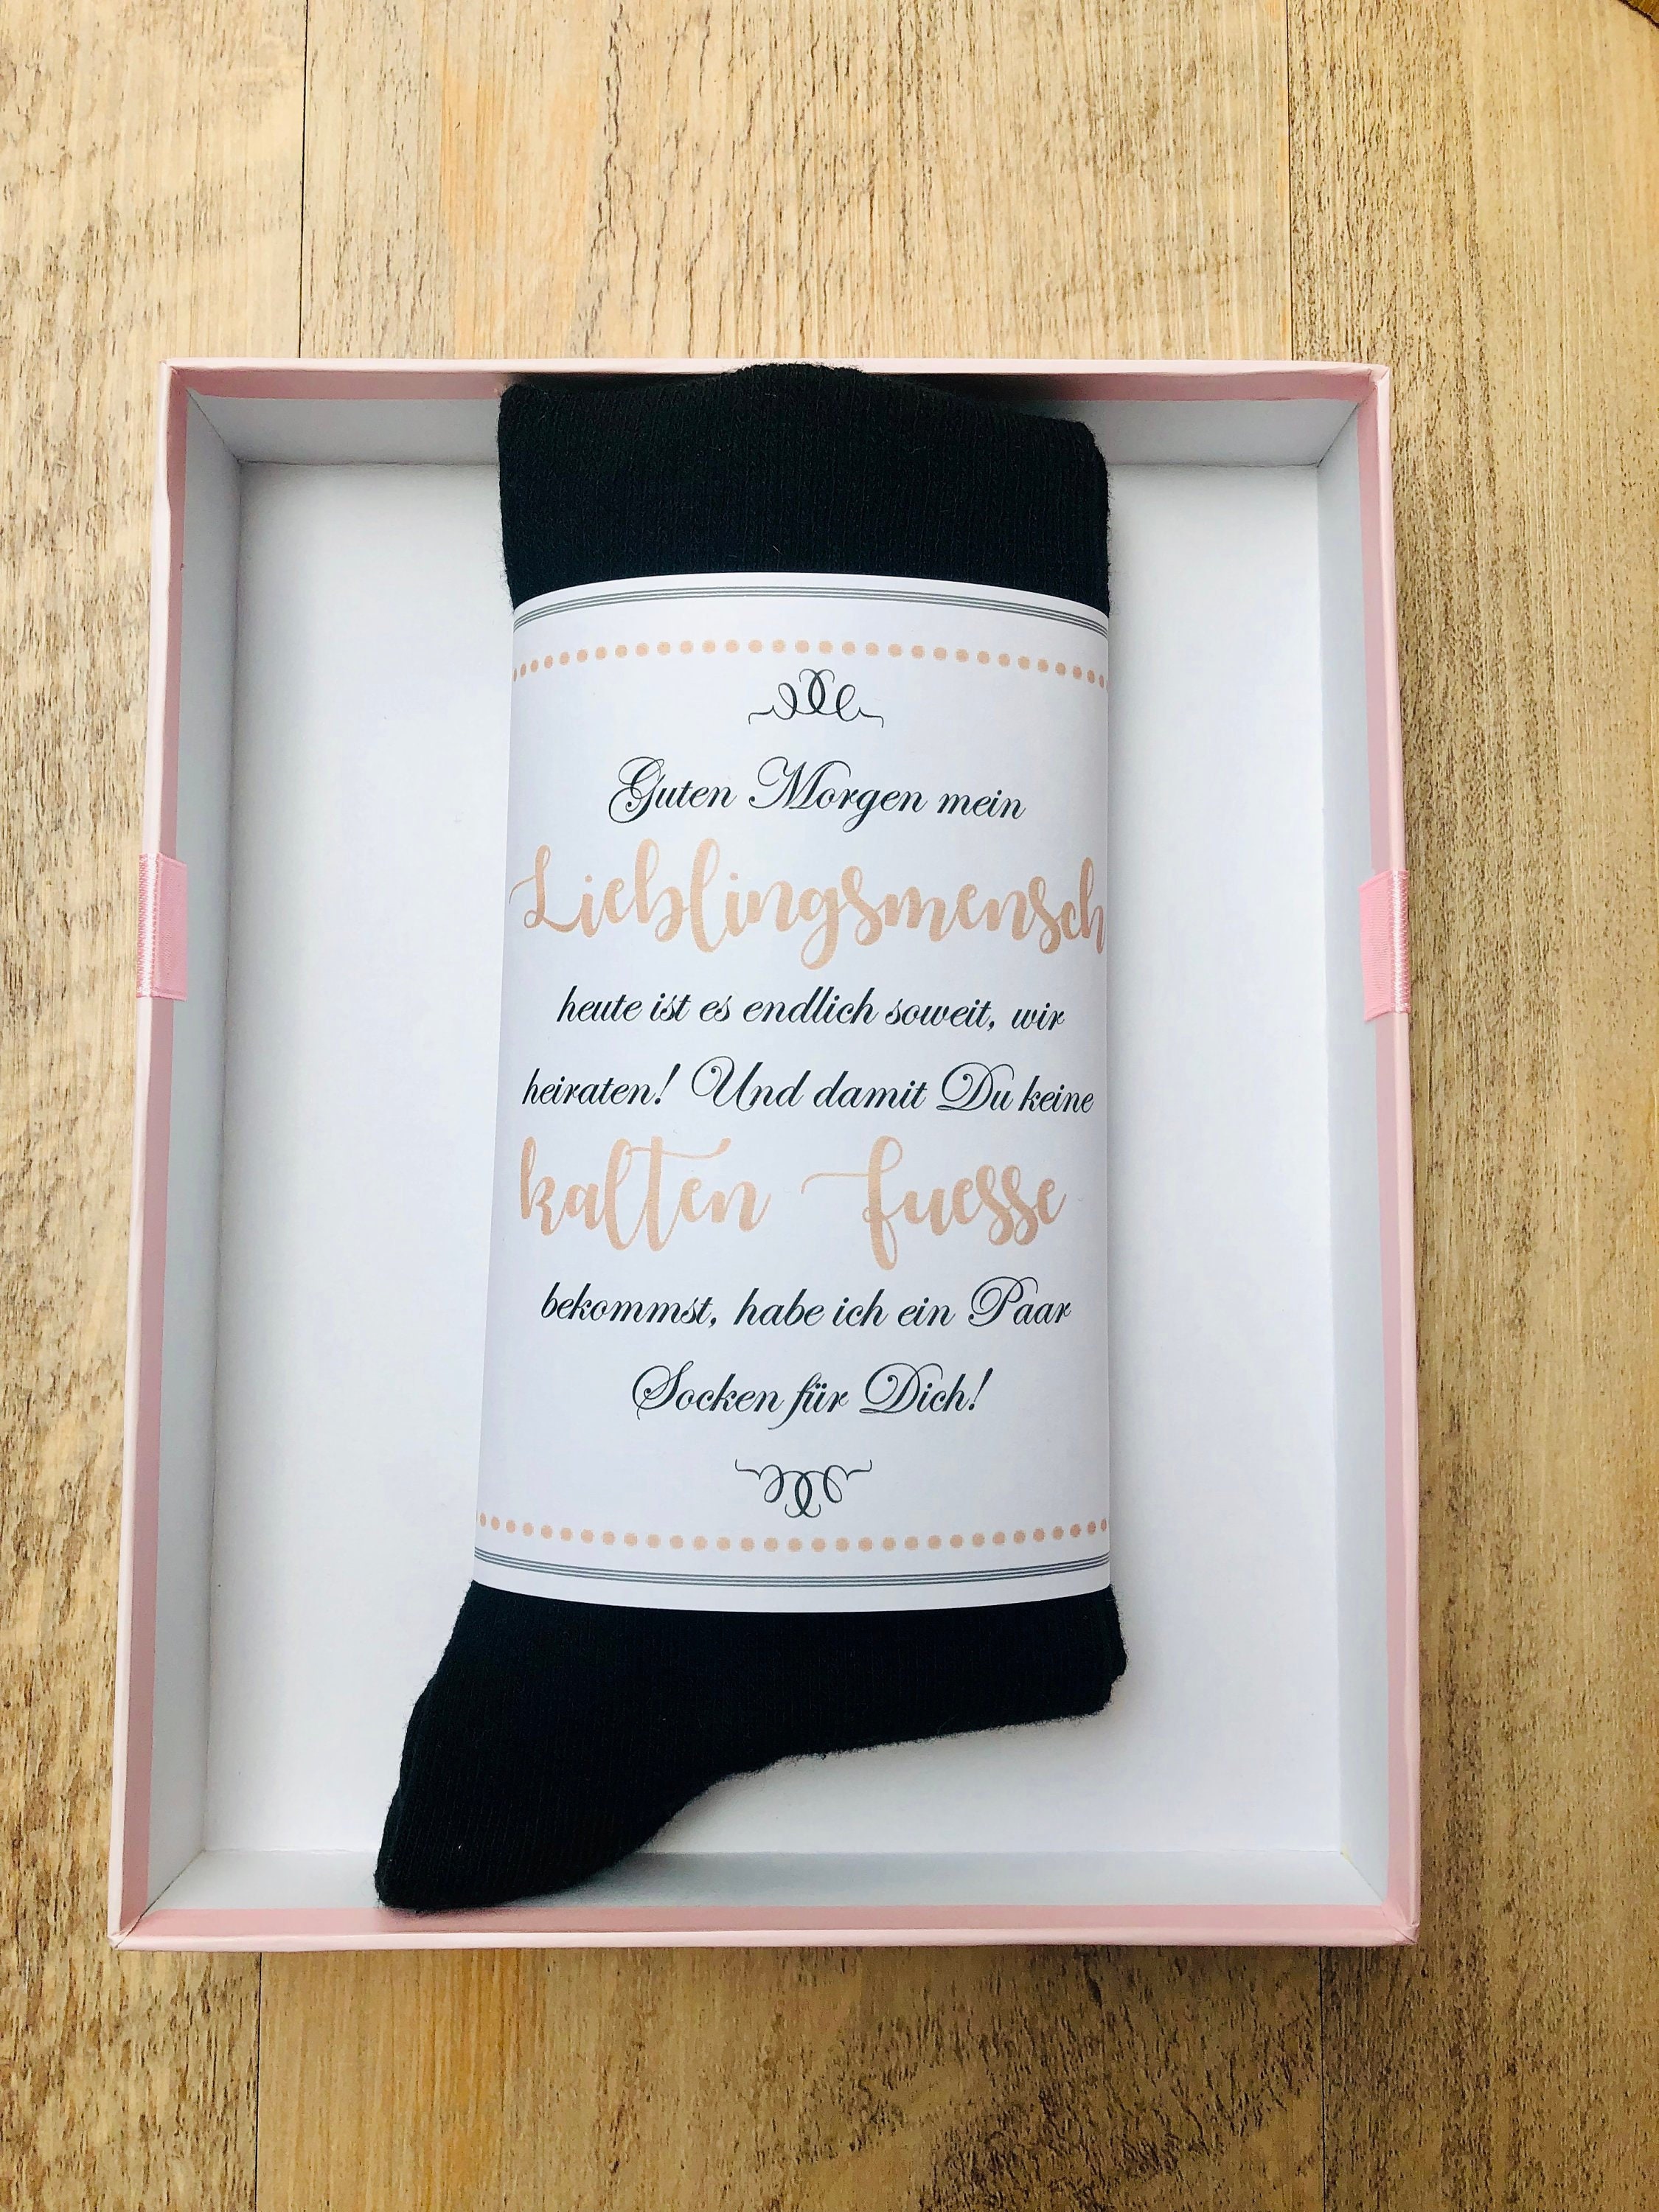 Guten Morgen mein
Lieblingsmensch
heute ist es endlich soweit, wir
heiraten! Und damit Du keine
kalten fuesse
bekommst, habe ich ein Paar
Socken für Dich!